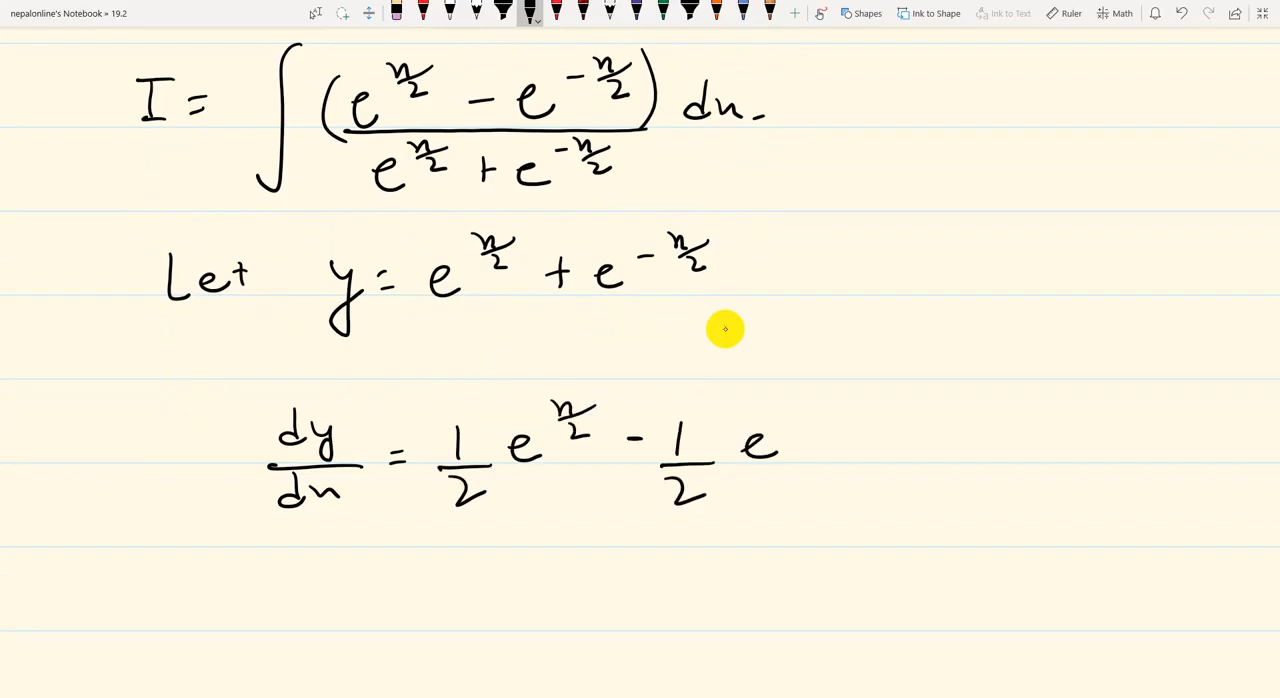 nepalonline's Notebook » 19.2 Shapes Ink to Shape Ink to Text Ruler Math
I = ∫ (e^{x/2} - e^{-x/2}) / (e^{x/2} + e^{-x/2}) dx.
Let y = e^{x/2} + e^{-x/2}
dy/dx = 1/2 e^{x/2} - 1/2 e